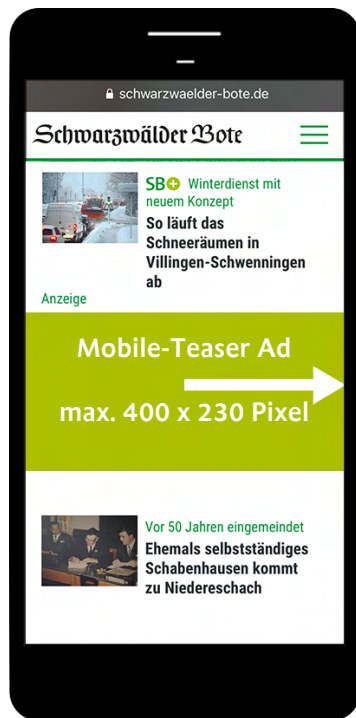 schwarzwaelder-bote.de
Schwarzwälder Bote
SB+ Winterdienst mit
neuem Konzept
So läuft das
Schneeräumen in
Villingen-Schwenningen
ab
Anzeige
Mobile-Teaser Ad
max. 400 x 230 Pixel
Vor 50 Jahren eingemeindet
Ehemals selbstständiges
Schabenhausen kommt
zu Niedereschach